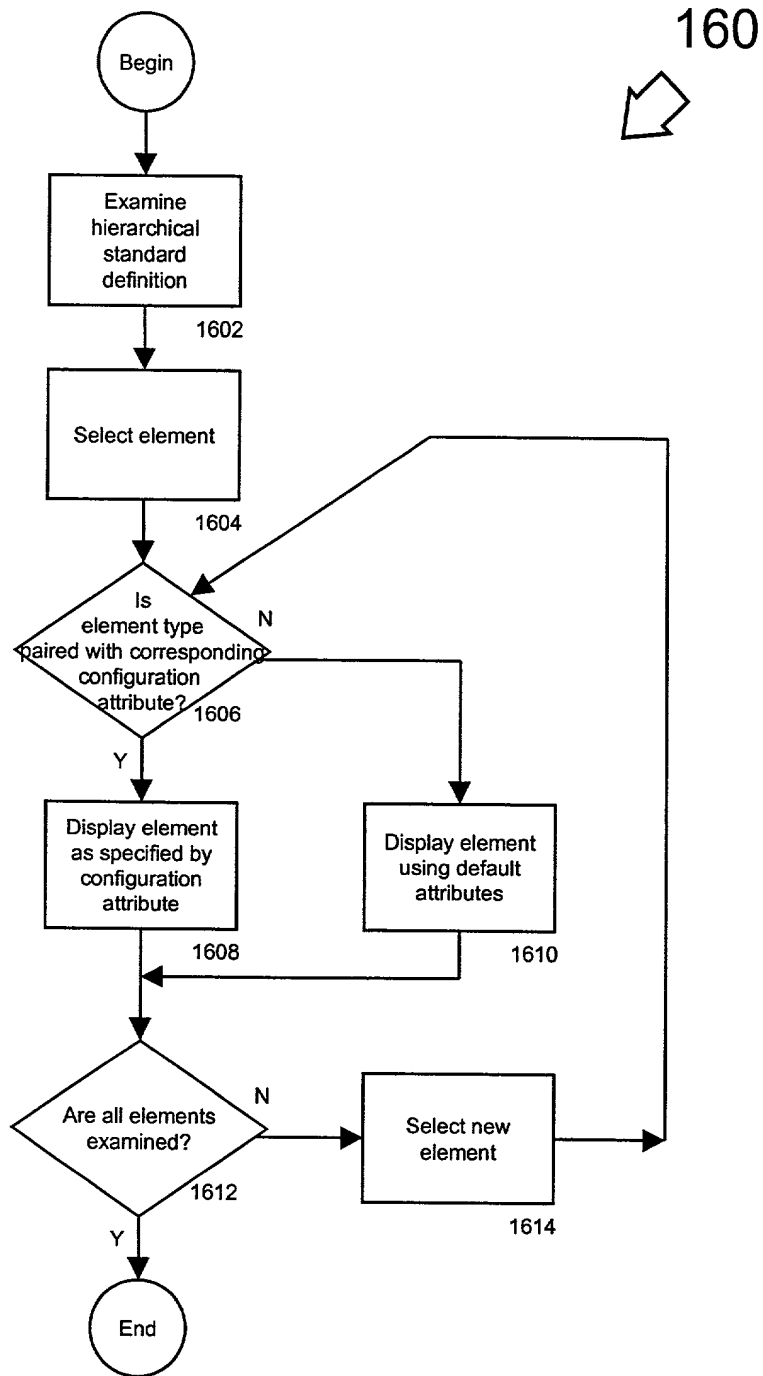 160
Begin
Examine
hierarchical
standard
definition
1602
Select element
1604
Is
element type
paired with corresponding
configuration
attribute?
1606
N
Y
Display element
as specified by
configuration
attribute
1608
Display element
using default
attributes
1610
Are all elements
examined?
1612
N
Select new
element
1614
Y
End